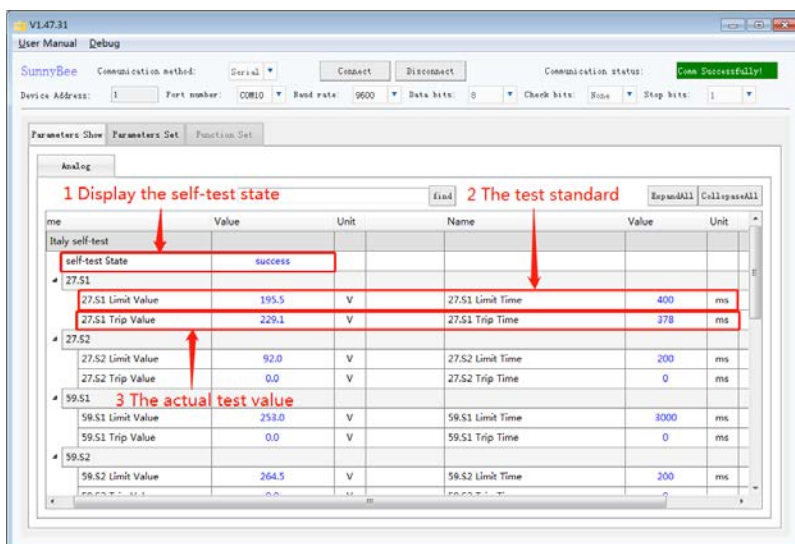 V1.47.31
User Manual Debug
SunnyBee Communication method: Serial Connect Disconnect Communication status: Comm Successfully!
Device Address: 1 Port number: COM10 Baud rate: 9600 Data bits: 8 Check bits: None Stop bits: 1
Parameters Show Parameters Set Function Set
Analog
1 Display the self-test state find 2 The test standard ExpandAll CollapseAll
me Value Unit Name Value Unit
Italy self-test
self-test State success
27.S1
27.S1 Limit Value 195.5 V 27.S1 Limit Time 400 ms
27.S1 Trip Value 229.1 V 27.S1 Trip Time 378 ms
27.S2
27.S2 Limit Value 92.0 V 27.S2 Limit Time 200 ms
27.S2 Trip Value 0.0 V 27.S2 Trip Time 0 ms
59.S1 3 The actual test value
59.S1 Limit Value 253.0 V 59.S1 Limit Time 3000 ms
59.S1 Trip Value 0.0 V 59.S1 Trip Time 0 ms
59.S2
59.S2 Limit Value 264.5 V 59.S2 Limit Time 200 ms